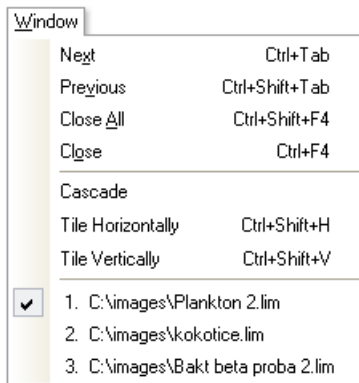 Window
Next Ctrl+Tab
Previous Ctrl+Shift+Tab
Close All Ctrl+Shift+F4
Close Ctrl+F4
Cascade
Tile Horizontally Ctrl+Shift+H
Tile Vertically Ctrl+Shift+V
1. C:\images\Plankton 2.lim
2. C:\images\kokotice.lim
3. C:\images\Bakt beta proba 2.lim